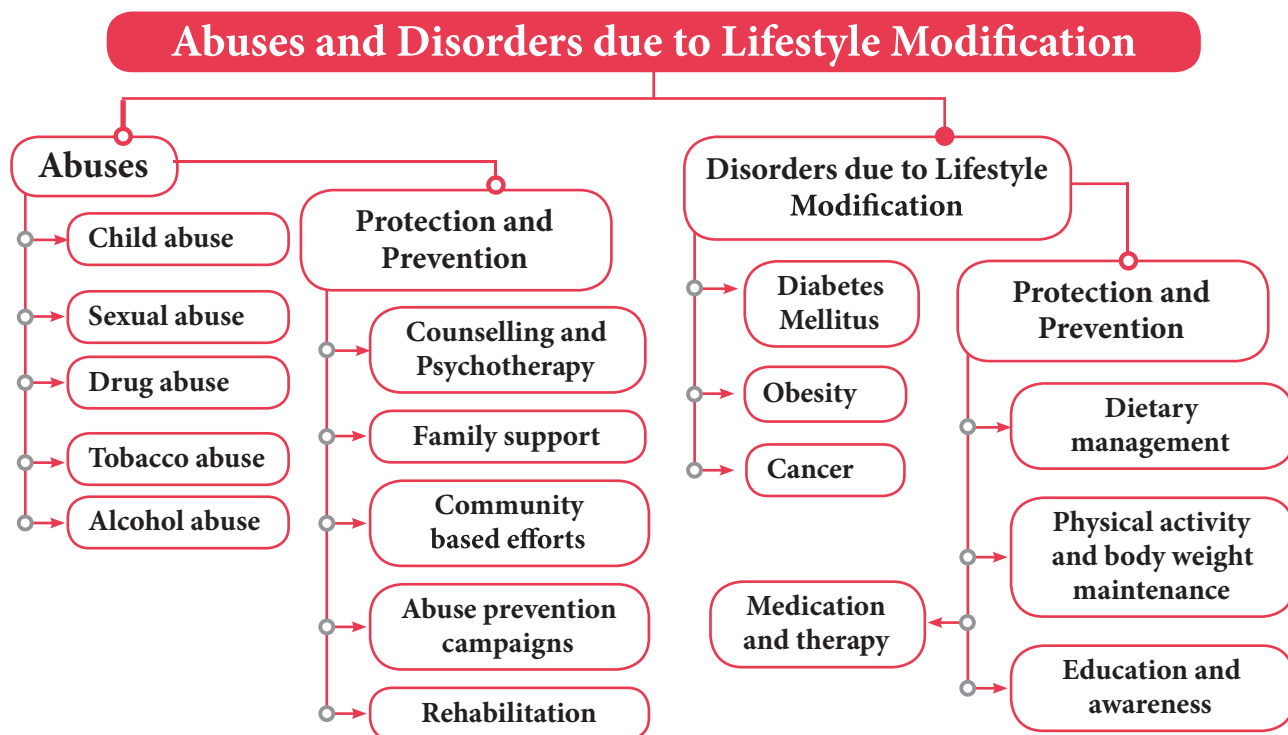 Abuses and Disorders due to Lifestyle Modification
Abuses
Child abuse
Sexual abuse
Drug abuse
Tobacco abuse
Alcohol abuse
Protection and
Prevention
Counselling and
Psychotherapy
Family support
Community
based efforts
Abuse prevention
campaigns
Rehabilitation
Disorders due to Lifestyle
Modification
Diabetes
Mellitus
Obesity
Cancer
Protection and
Prevention
Dietary
management
Physical activity
and body weight
maintenance
Medication
and therapy
Education and
awareness